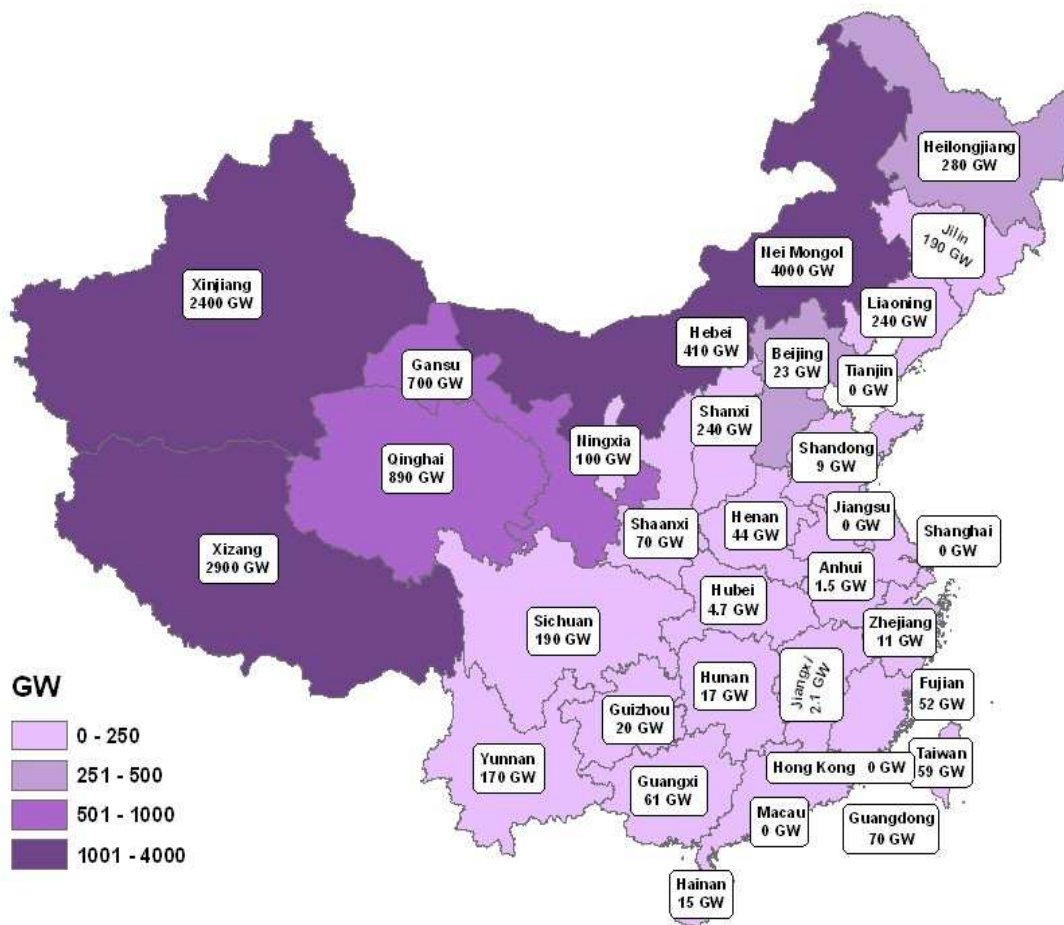 Heilongjiang
280 GW
Jilin
190 GW
Nei Mongol
4000 GW
Xinjiang
2400 GW
Liaoning
240 GW
Hebei
410 GW
Beijing
23 GW
Tianjin
0 GW
Gansu
700 GW
Shanxi
240 GW
Ningxia
100 GW
Shandong
9 GW
Qinghai
890 GW
Jiangsu
0 GW
Shaanxi
70 GW
Henan
44 GW
Shanghai
0 GW
Xizang
2900 GW
Anhui
1.5 GW
Hubei
4.7 GW
Sichuan
190 GW
Zhejiang
11 GW
Hunan
17 GW
Jiangxi
2.1 GW
Fujian
52 GW
Guizhou
20 GW
Yunnan
170 GW
Hong Kong 0 GW
Taiwan
59 GW
Guangxi
61 GW
Macau
0 GW
Guangdong
70 GW
Hainan
15 GW
GW
0 - 250
251 - 500
501 - 1000
1001 - 4000